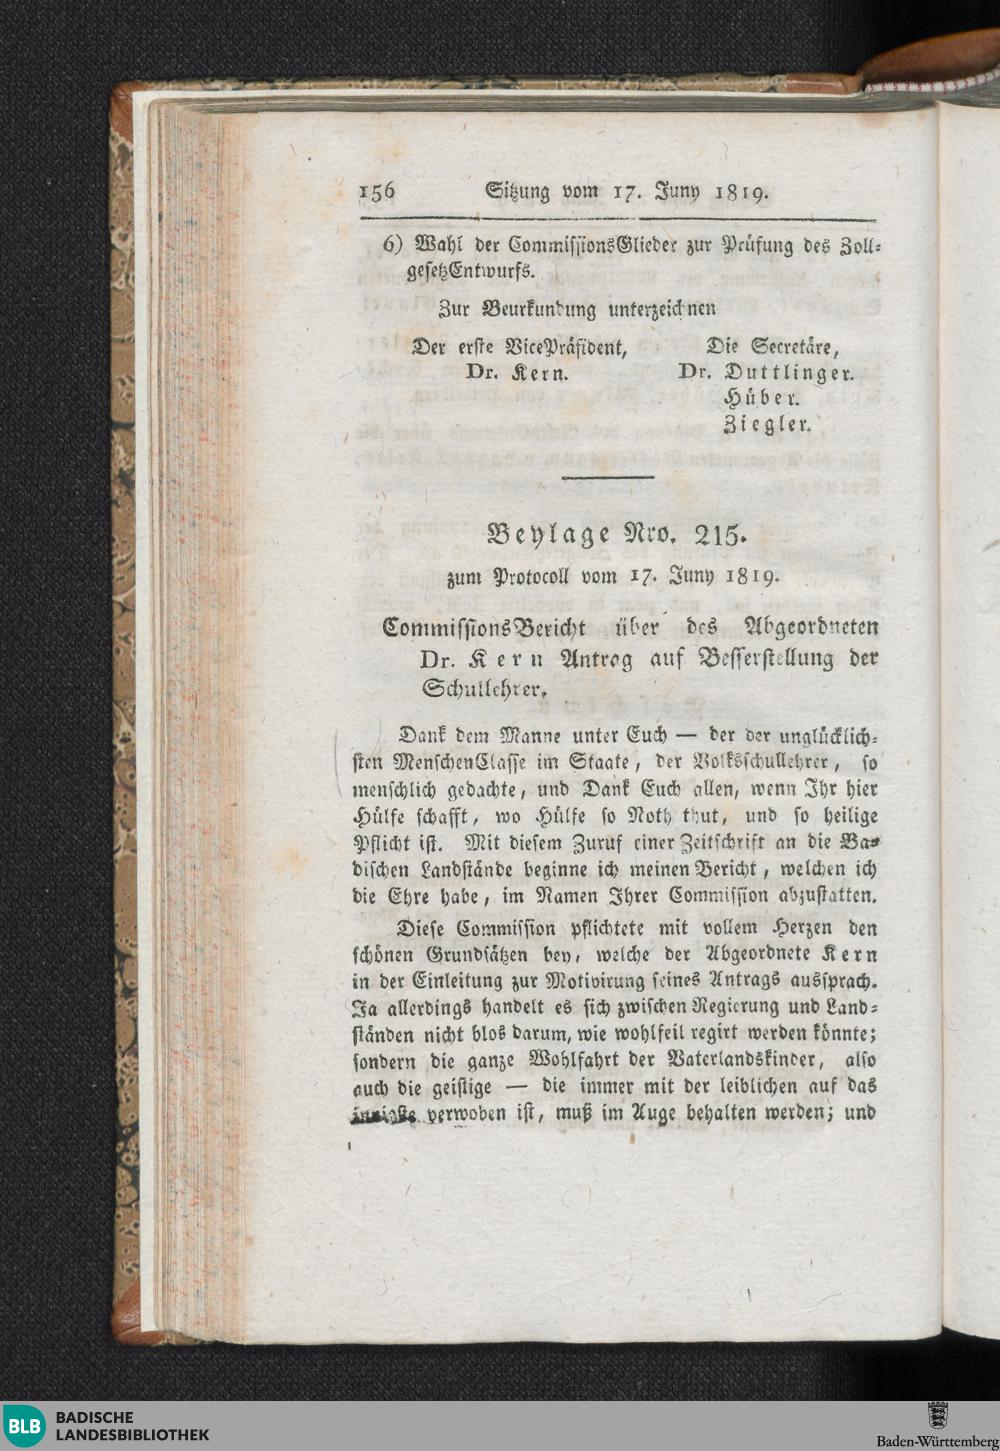 156 Sitzung vom 17. Juny 1819.
6) Wahl der CommissionsGlieder zur Prüfung des Zoll-
gesetzEntwurfs.
Zur Beurkundung unterzeichnen
Der erste VicePräsident, Die Secretäre,
Dr. Kern. Dr. Duttlinger.
Hüber.
Ziegler.
Beylage Nro. 215.
zum Protocoll vom 17. Juny 1819.
CommissionsBericht über des Abgeordneten
Dr. Kern Antrag auf Besserstellung der
Schullehrer.
Dank dem Manne unter Euch — der der unglücklich-
sten MenschenClasse im Staate, der Volksschullehrer, so
menschlich gedachte, und Dank Euch allen, wenn Ihr hier
Hülfe schafft, wo Hülfe so Noth thut, und so heilige
Pflicht ist. Mit diesem Zuruf einer Zeitschrift an die Ba-
dischen Landstände beginne ich meinen Bericht, welchen ich
die Ehre habe, im Namen Ihrer Commission abzustatten.
Diese Commission pflichtete mit vollem Herzen den
schönen Grundsätzen bey, welche der Abgeordnete Kern
in der Einleitung zur Motivirung seines Antrags aussprach.
Ja allerdings handelt es sich zwischen Regierung und Land-
ständen nicht blos darum, wie wohlfeil regirt werden könnte;
sondern die ganze Wohlfahrt der Vaterlandskinder, also
auch die geistige — die immer mit der leiblichen auf das
innigste verwoben ist, muß im Auge behalten werden; und
BLB BADISCHE
LANDESBIBLIOTHEK
Baden-Württemberg